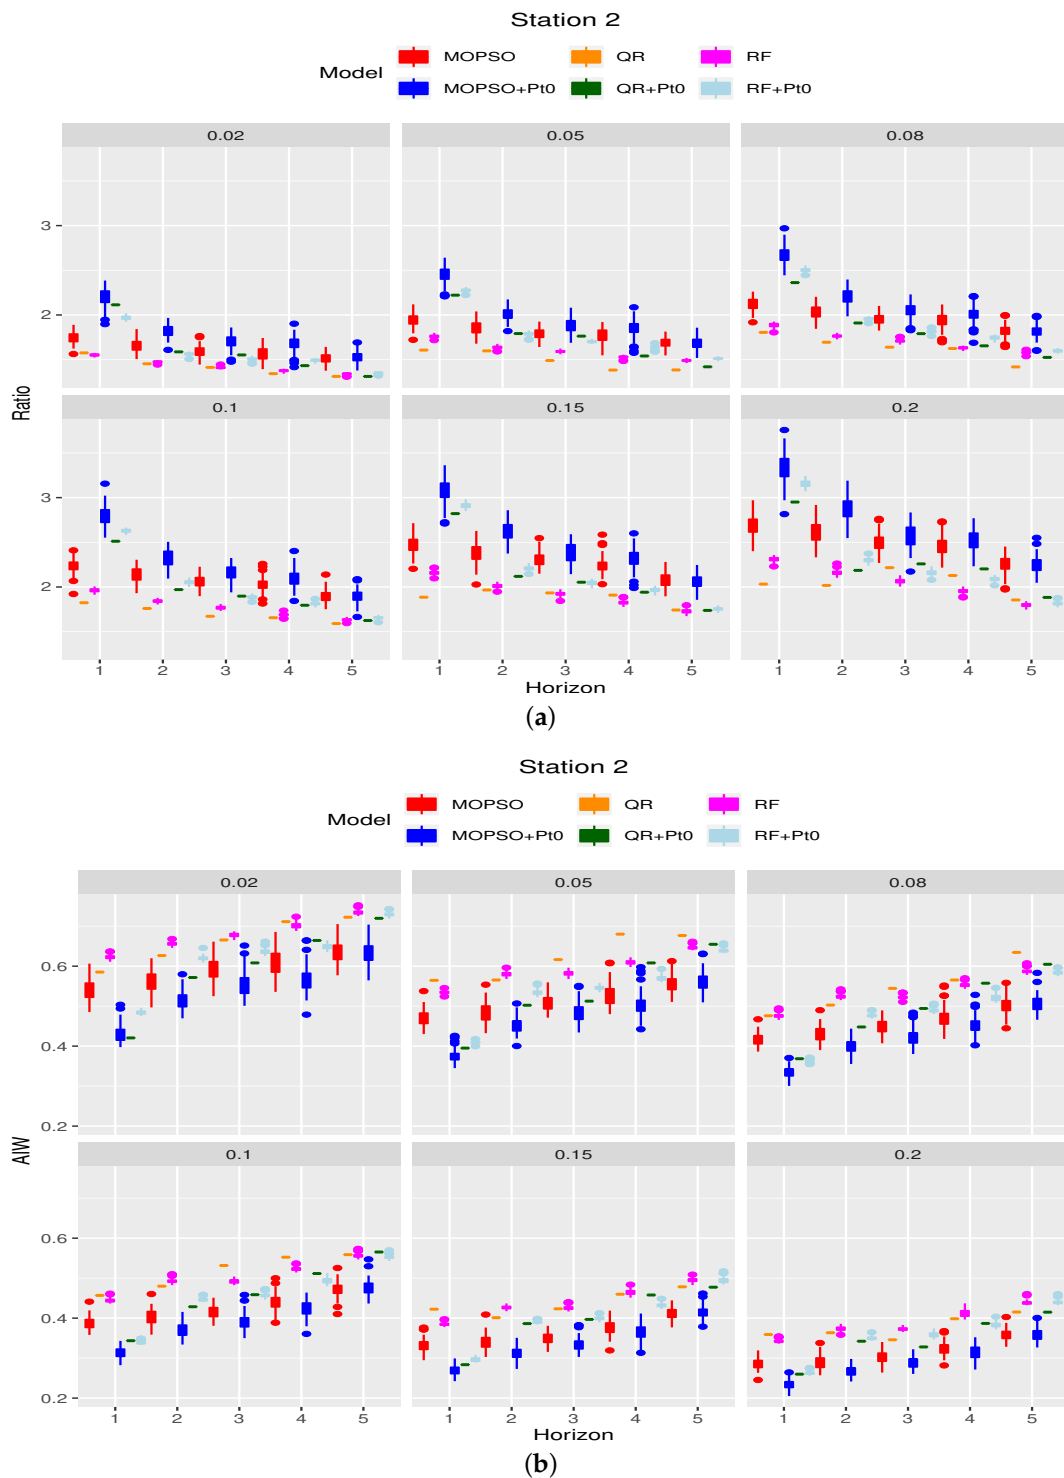 Station 2
Model
MOPSO
QR
RF
MOPSO+Pt0
QR+Pt0
RF+Pt0
0.02
0.05
0.08
3
2
0.1
0.15
0.2
3
2
Ratio
1 2 3 4 5
1 2 3 4 5
1 2 3 4 5
Horizon
(a)
Station 2
Model
MOPSO
QR
RF
MOPSO+Pt0
QR+Pt0
RF+Pt0
0.02
0.05
0.08
0.6
0.4
0.2
0.1
0.15
0.2
0.6
0.4
0.2
AIW
1 2 3 4 5
1 2 3 4 5
1 2 3 4 5
Horizon
(b)